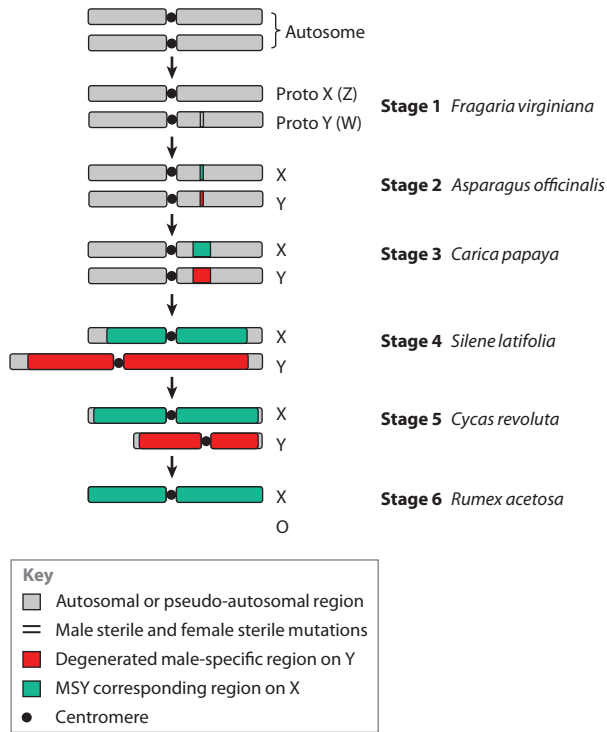 Autosome
Proto X (Z)
Proto Y (W)
Stage 1 Fragaria virginiana
X
Y
Stage 2 Asparagus officinalis
X
Y
Stage 3 Carica papaya
X
Y
Stage 4 Silene latifolia
X
Y
Stage 5 Cycas revoluta
X
O
Stage 6 Rumex acetosa
Key
Autosomal or pseudo-autosomal region
Male sterile and female sterile mutations
Degenerated male-specific region on Y
MSY corresponding region on X
Centromere